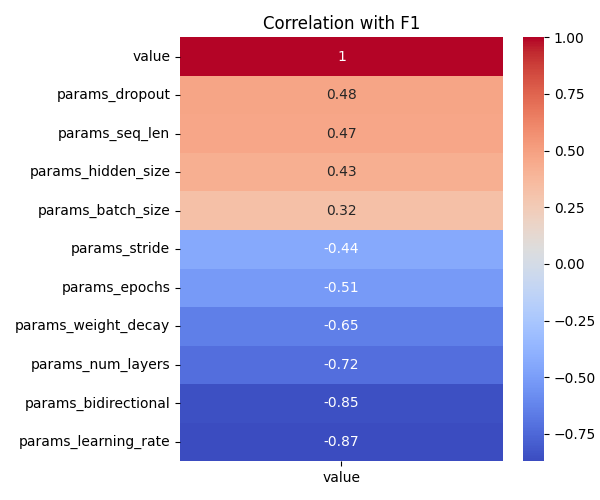 Correlation with F1
value 1
params_dropout 0.48
params_seq_len 0.47
params_hidden_size 0.43
params_batch_size 0.32
params_stride -0.44
params_epochs -0.51
params_weight_decay -0.65
params_num_layers -0.72
params_bidirectional -0.85
params_learning_rate -0.87
value
1.00
0.75
0.50
0.25
0.00
−0.25
−0.50
−0.75